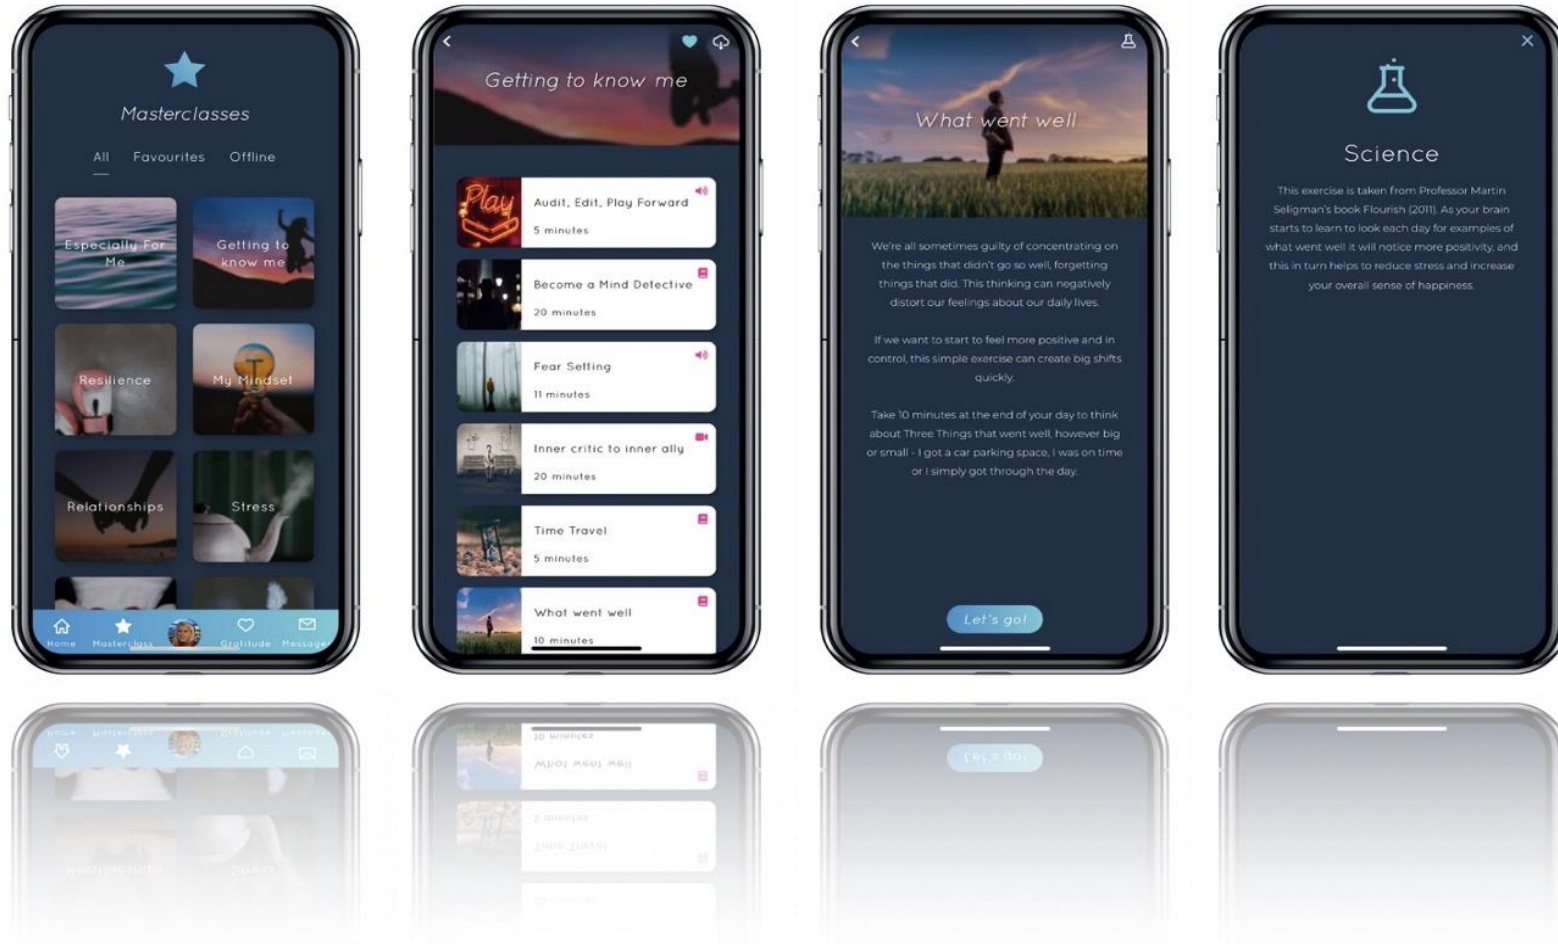 Masterclasses
All Favourites Offline
Especially For
Me
Getting to
know me
Resilience
My Mindset
Relationships
Stress
Home Masterclass Gratitude Messages
Getting to know me
Play
Audit, Edit, Play Forward
5 minutes
Become a Mind Detective
20 minutes
Fear Setting
11 minutes
Inner critic to inner ally
20 minutes
Time Travel
5 minutes
What went well
10 minutes
What went well
We're all sometimes guilty of concentrating on
the things that didn't go so well, forgetting
things that did. This thinking can negatively
distort our feelings about our daily lives.
If we want to start to feel more positive and in
control, this simple exercise can create big shifts
quickly.
Take 10 minutes at the end of your day to think
about Three Things that went well, however big
or small - I got a car parking space, I was on time
or I simply got through the day.
Let's go!
Science
This exercise is taken from Professor Martin
Seligman's book Flourish (2011). As your brain
starts to learn to look each day for examples of
what went well it will notice more positivity, and
this in turn helps to reduce stress and increase
your overall sense of happiness.